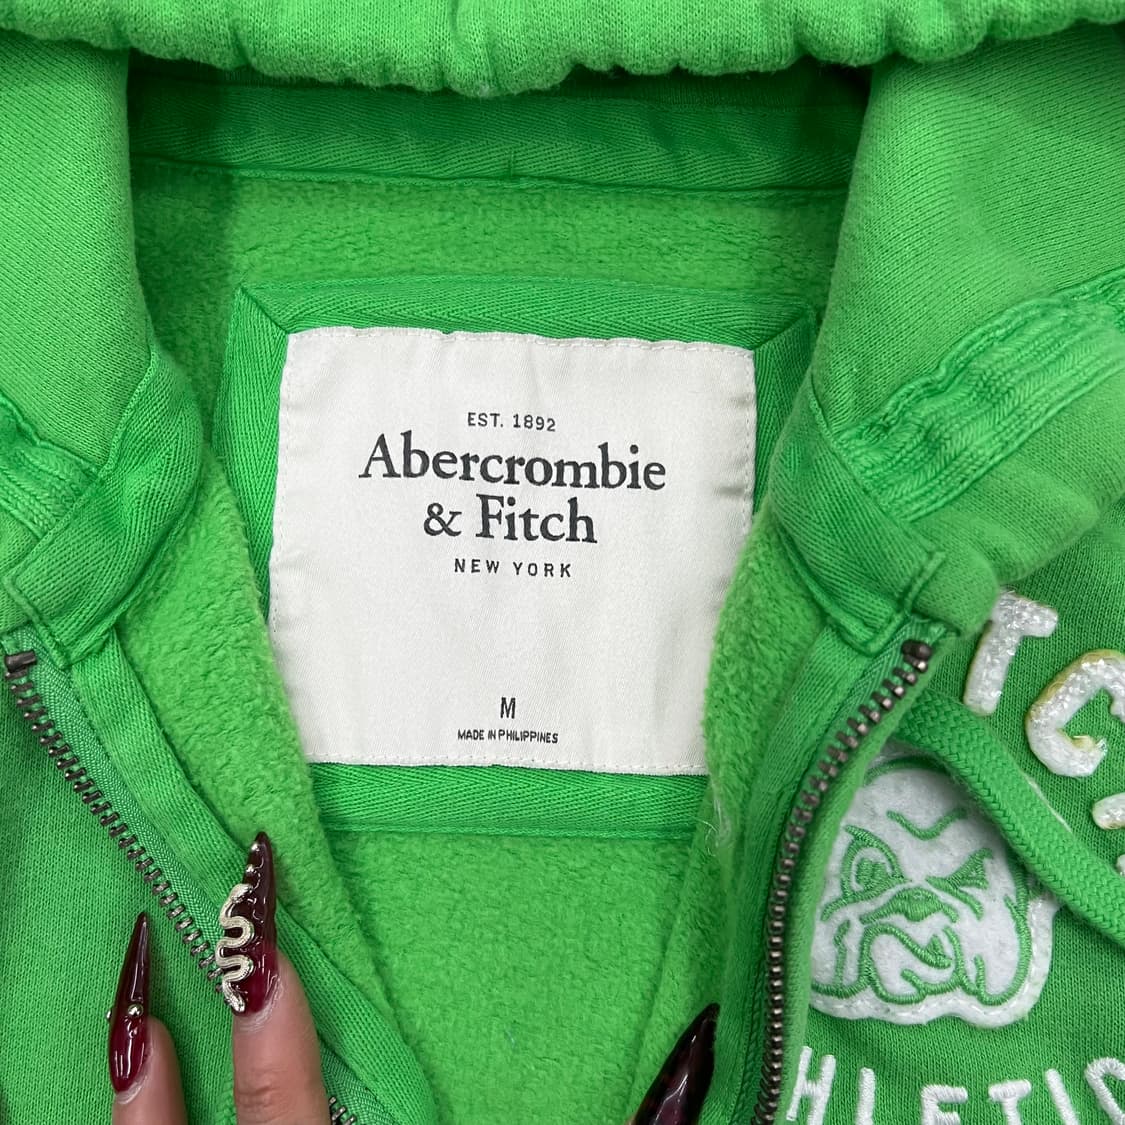 EST. 1892
Abercrombie
& Fitch
NEW YORK
M
MADE IN PHILIPPINES